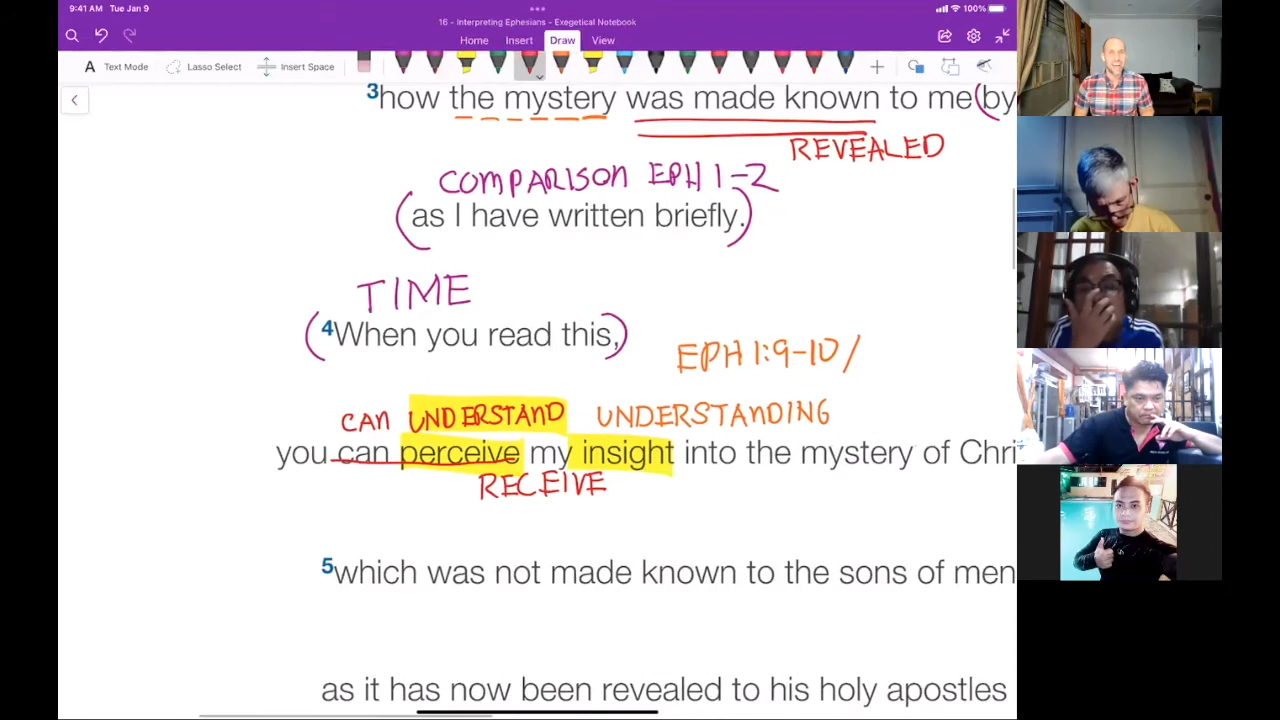 9:41 AM Tue Jan 9
100%
16 - Interpreting Ephesians - Exegetical Notebook
Home Insert Draw View
A Text Mode Lasso Select Insert Space
3how the mystery was made known to me (by
REVEALED
COMPARISON EPH 1-2
(as I have written briefly.)
TIME
(4When you read this,)
EPH 1:9-10/
CAN UNDERSTAND UNDERSTANDING
you can perceive my insight into the mystery of Chri
RECEIVE
5which was not made known to the sons of men
as it has now been revealed to his holy apostles